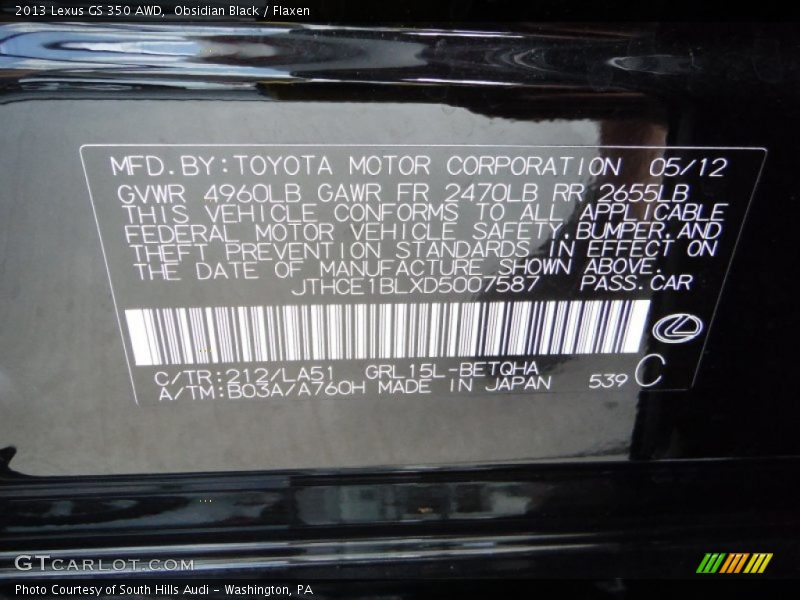 2013 Lexus GS 350 AWD, Obsidian Black / Flaxen
MFD.BY:TOYOTA MOTOR CORPORATION 05/12
GVWR 4960LB GAWR FR 2470LB RR 2655LB
THIS VEHICLE CONFORMS TO ALL APPLICABLE
FEDERAL MOTOR VEHICLE SAFETY,BUMPER,AND
THEFT PREVENTION STANDARDS IN EFFECT ON
THE DATE OF MANUFACTURE SHOWN ABOVE.
JTHCE1BLXD5007587 PASS.CAR
C/TR:212/LA51 GRL15L-BETQHA
A/TM:B03A/A760H MADE IN JAPAN 539 C
GTCARLOT.COM
Photo Courtesy of South Hills Audi - Washington, PA